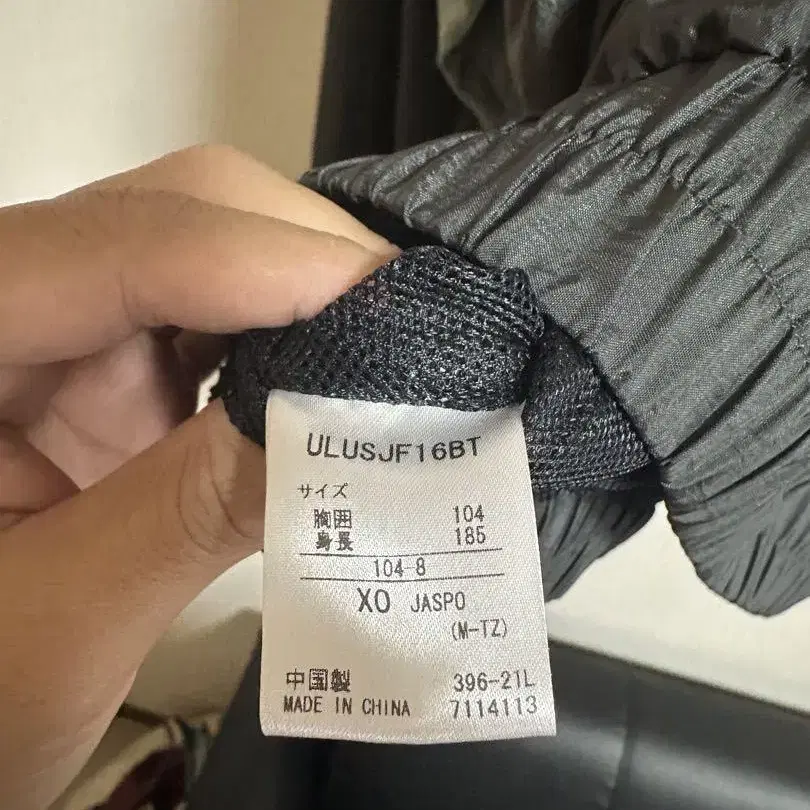 ULUSJF16BT
サイズ
胸囲 104
身長 185
104-8
XO JASPO
(M-TZ)
中国製 396-21L
MADE IN CHINA 7114113